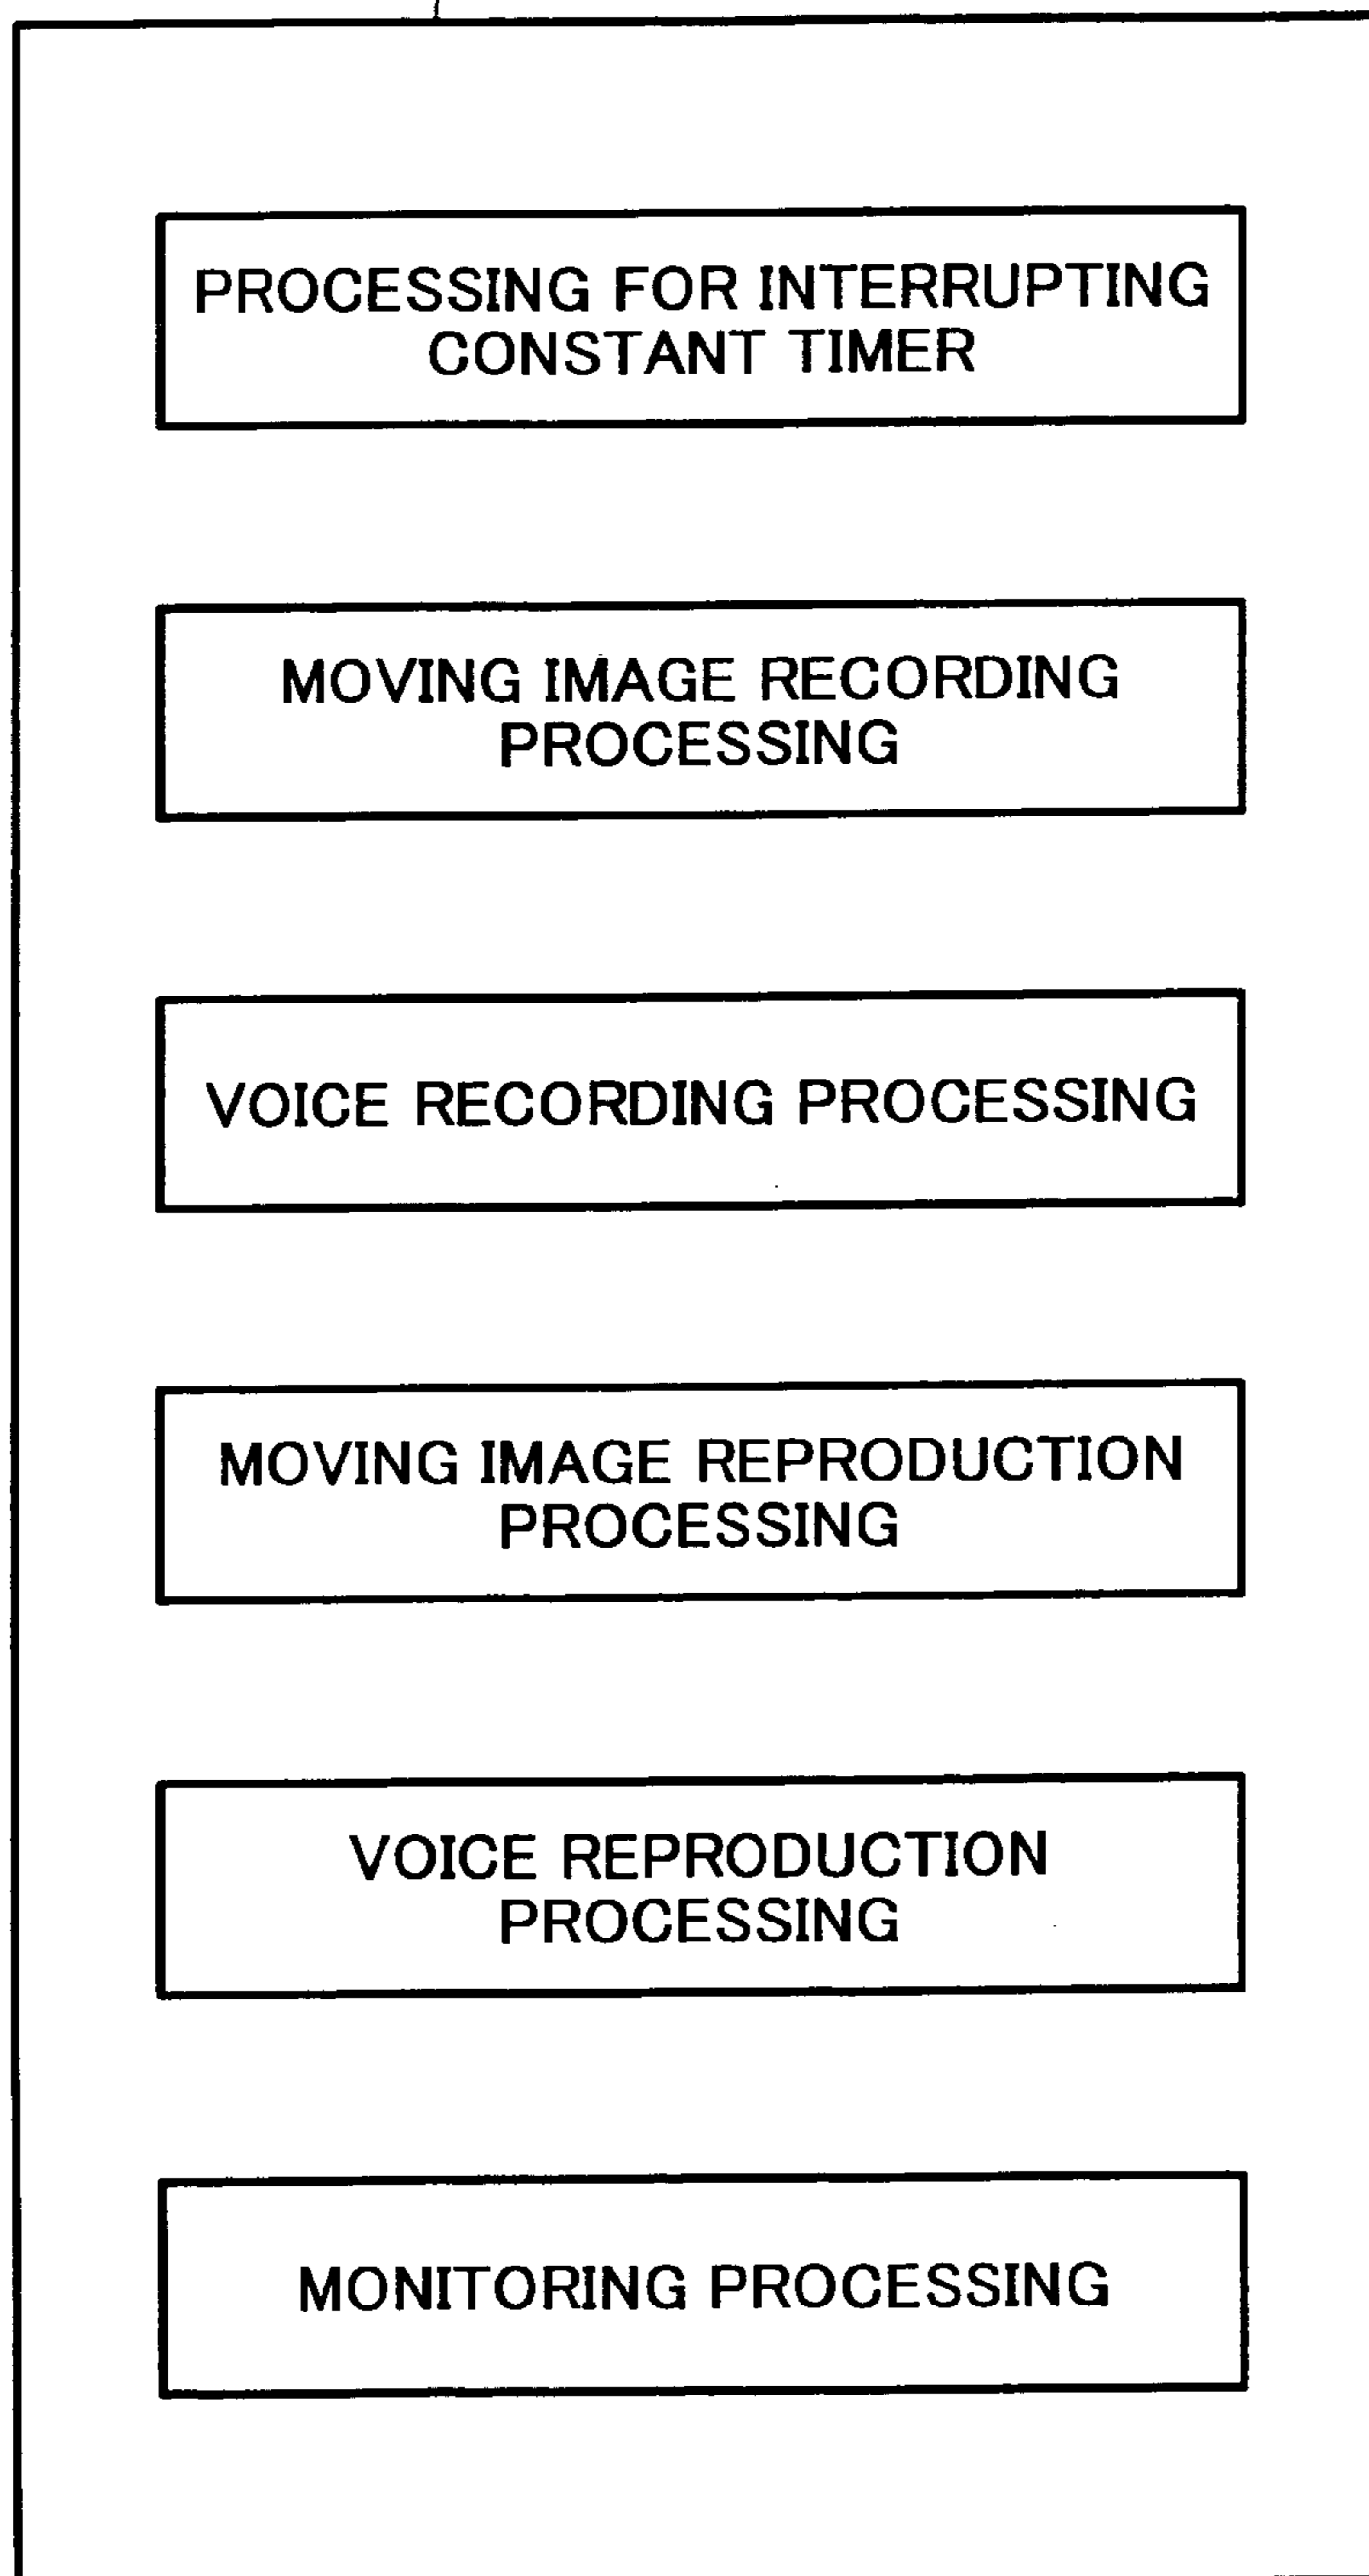 PROCESSING FOR INTERRUPTING
CONSTANT TIMER
MOVING IMAGE RECORDING
PROCESSING
VOICE RECORDING PROCESSING
MOVING IMAGE REPRODUCTION
PROCESSING
VOICE REPRODUCTION
PROCESSING
MONITORING PROCESSING